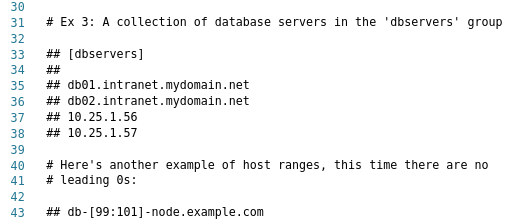 30
31 # Ex 3: A collection of database servers in the 'dbservers' group
32
33 ## [dbservers]
34 ##
35 ## db01.intranet.mydomain.net
36 ## db02.intranet.mydomain.net
37 ## 10.25.1.56
38 ## 10.25.1.57
39
40 # Here's another example of host ranges, this time there are no
41 # leading 0s:
42
43 ## db-[99:101]-node.example.com